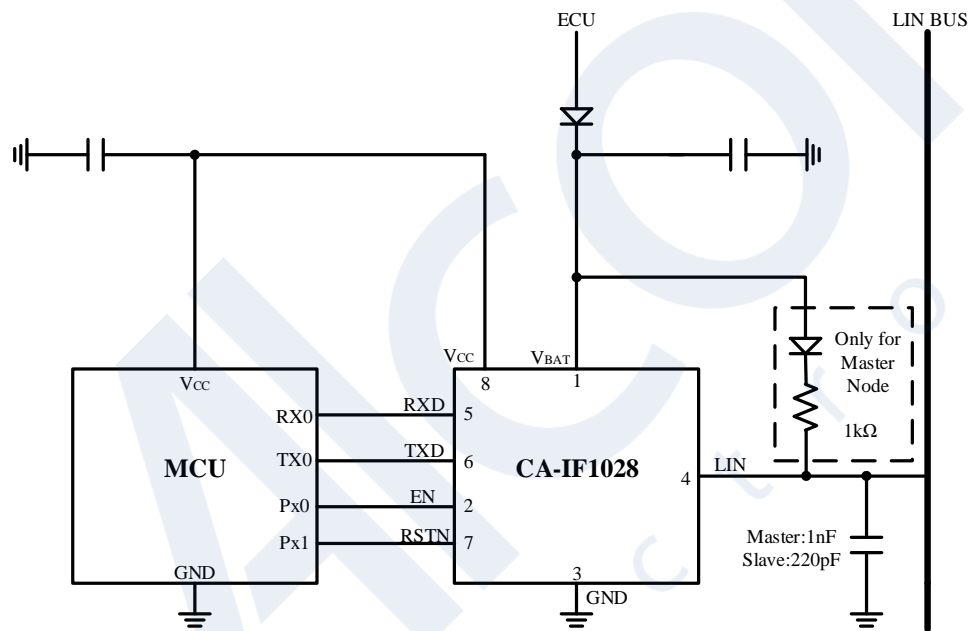 ECU
LIN BUS
VCC
VBAT
8
1
Only for
Master
Node
1kΩ
VCC
RX0
RXD
5
TX0
TXD
6
MCU
CA-IF1028
4
LIN
Px0
EN
2
Px1
RSTN
7
Master:1nF
Slave:220pF
GND
3
GND